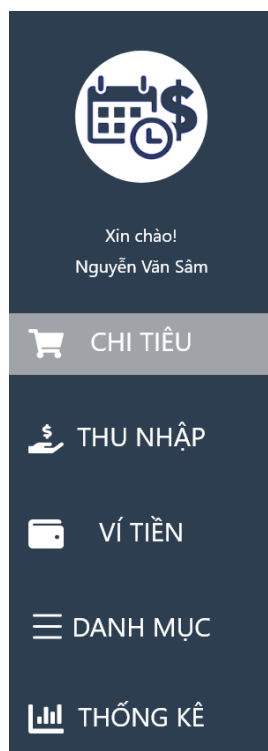 Xin chào!
Nguyễn Văn Sâm
CHI TIÊU
THU NHẬP
VÍ TIỀN
DANH MỤC
THỐNG KÊ